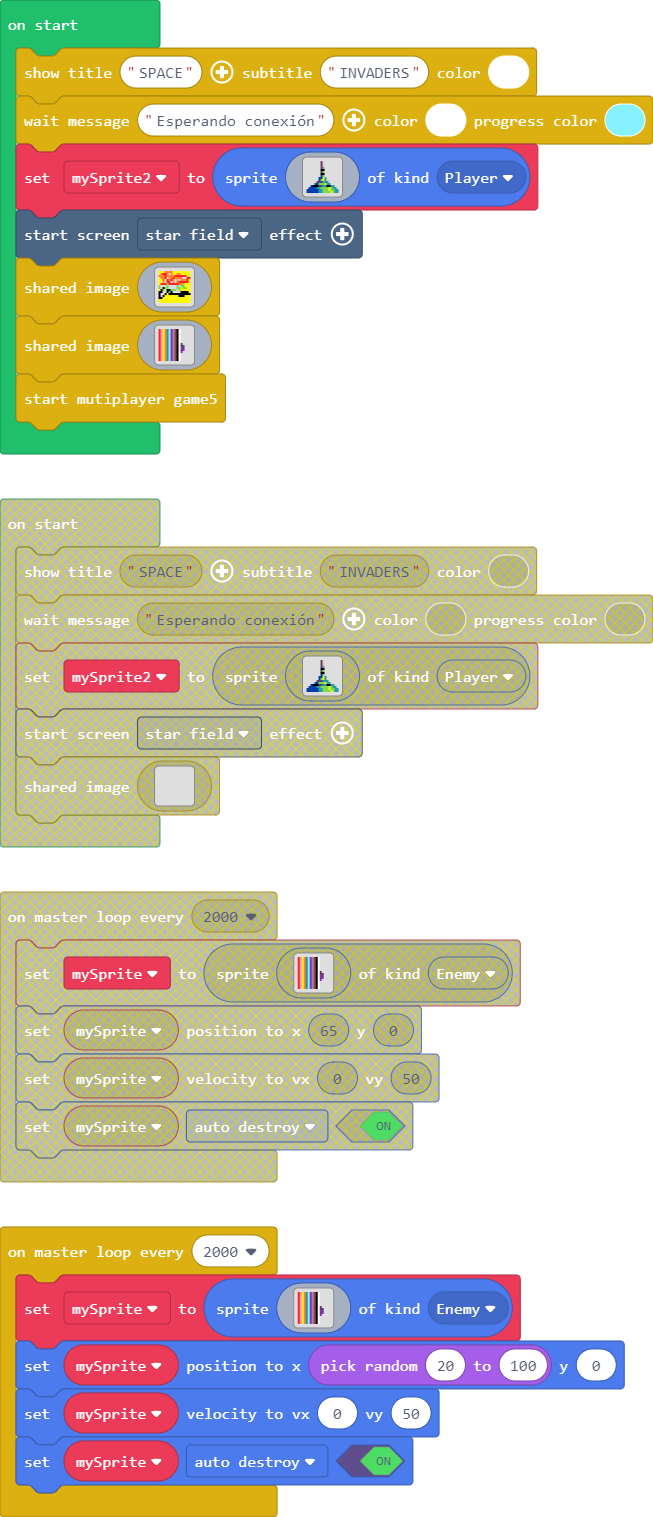 on start
show title "SPACE" subtitle "INVADERS" color
wait message "Esperando conexión" color progress color
set mySprite2 to sprite of kind Player
start screen star field effect
shared image
shared image
start mutiplayer game5
on start
show title "SPACE" subtitle "INVADERS" color
wait message "Esperando conexión" color progress color
set mySprite2 to sprite of kind Player
start screen star field effect
shared image
on master loop every 2000
set mySprite to sprite of kind Enemy
set mySprite position to x 65 y 0
set mySprite velocity to vx 0 vy 50
set mySprite auto destroy ON
on master loop every 2000
set mySprite to sprite of kind Enemy
set mySprite position to x pick random 20 to 100 y 0
set mySprite velocity to vx 0 vy 50
set mySprite auto destroy ON